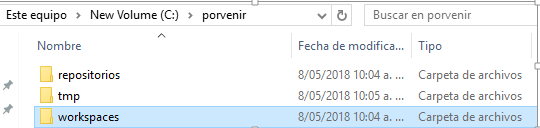 Este equipo > New Volume (C:) > porvenir
Buscar en porvenir
Nombre Fecha de modifica... Tipo
repositorios 8/05/2018 10:04 a. ... Carpeta de archivos
tmp 8/05/2018 10:05 a. ... Carpeta de archivos
workspaces 8/05/2018 10:04 a. ... Carpeta de archivos